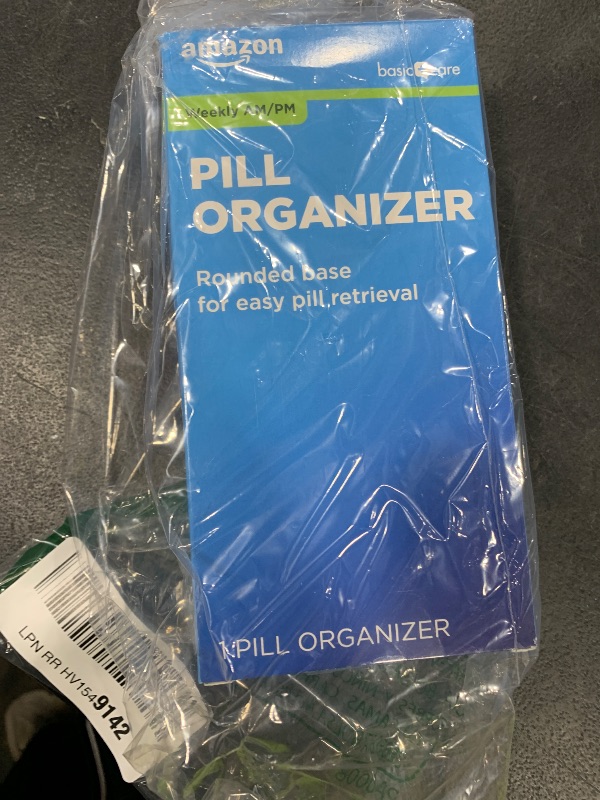 amazon
basic care
Weekly AM/PM
PILL
ORGANIZER
Rounded base
for easy pill retrieval
1 PILL ORGANIZER
LPN RR HV1549142